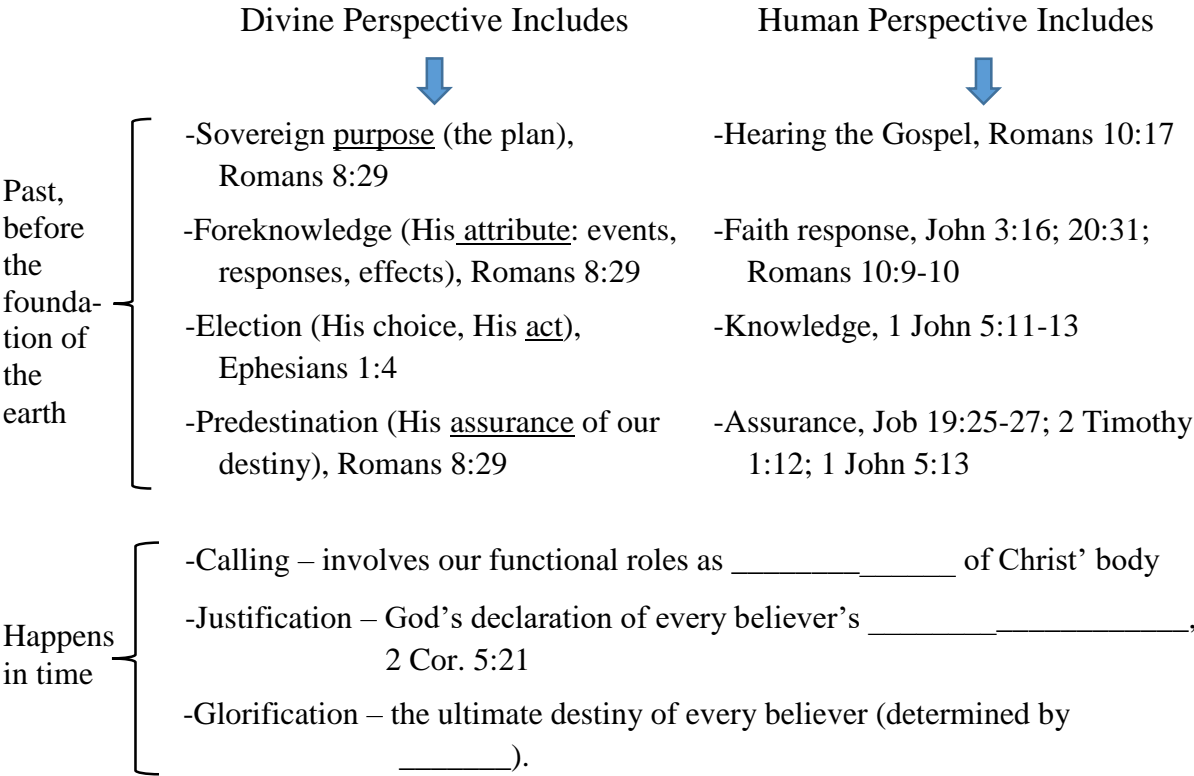 Divine Perspective Includes
Human Perspective Includes
Past,
before
the
founda-
tion of
the
earth
-Sovereign purpose (the plan),
Romans 8:29
-Foreknowledge (His attribute: events,
responses, effects), Romans 8:29
-Election (His choice, His act),
Ephesians 1:4
-Predestination (His assurance of our
destiny), Romans 8:29
-Hearing the Gospel, Romans 10:17
-Faith response, John 3:16; 20:31;
Romans 10:9-10
-Knowledge, 1 John 5:11-13
-Assurance, Job 19:25-27; 2 Timothy
1:12; 1 John 5:13
Happens
in time
-Calling – involves our functional roles as ______________ of Christ’ body
-Justification – God’s declaration of every believer’s ____________________,
2 Cor. 5:21
-Glorification – the ultimate destiny of every believer (determined by
_______).